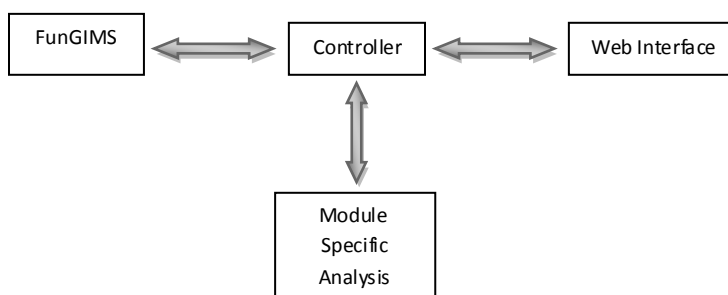 FunGIMS
Controller
Web Interface
Module
Specific
Analysis